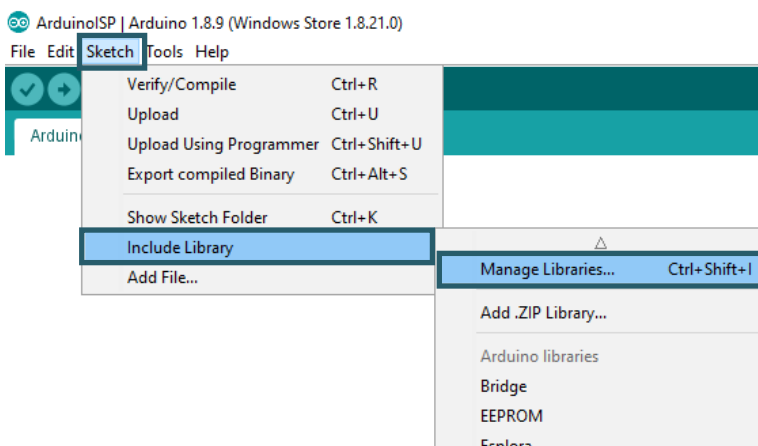 ArduinoISP | Arduino 1.8.9 (Windows Store 1.8.21.0)
File Edit Sketch Tools Help
Verify/Compile Ctrl+R
Upload Ctrl+U
Upload Using Programmer Ctrl+Shift+U
Export compiled Binary Ctrl+Alt+S
Show Sketch Folder Ctrl+K
Include Library
Add File...
Manage Libraries... Ctrl+Shift+I
Add .ZIP Library...
Arduino libraries
Bridge
EEPROM